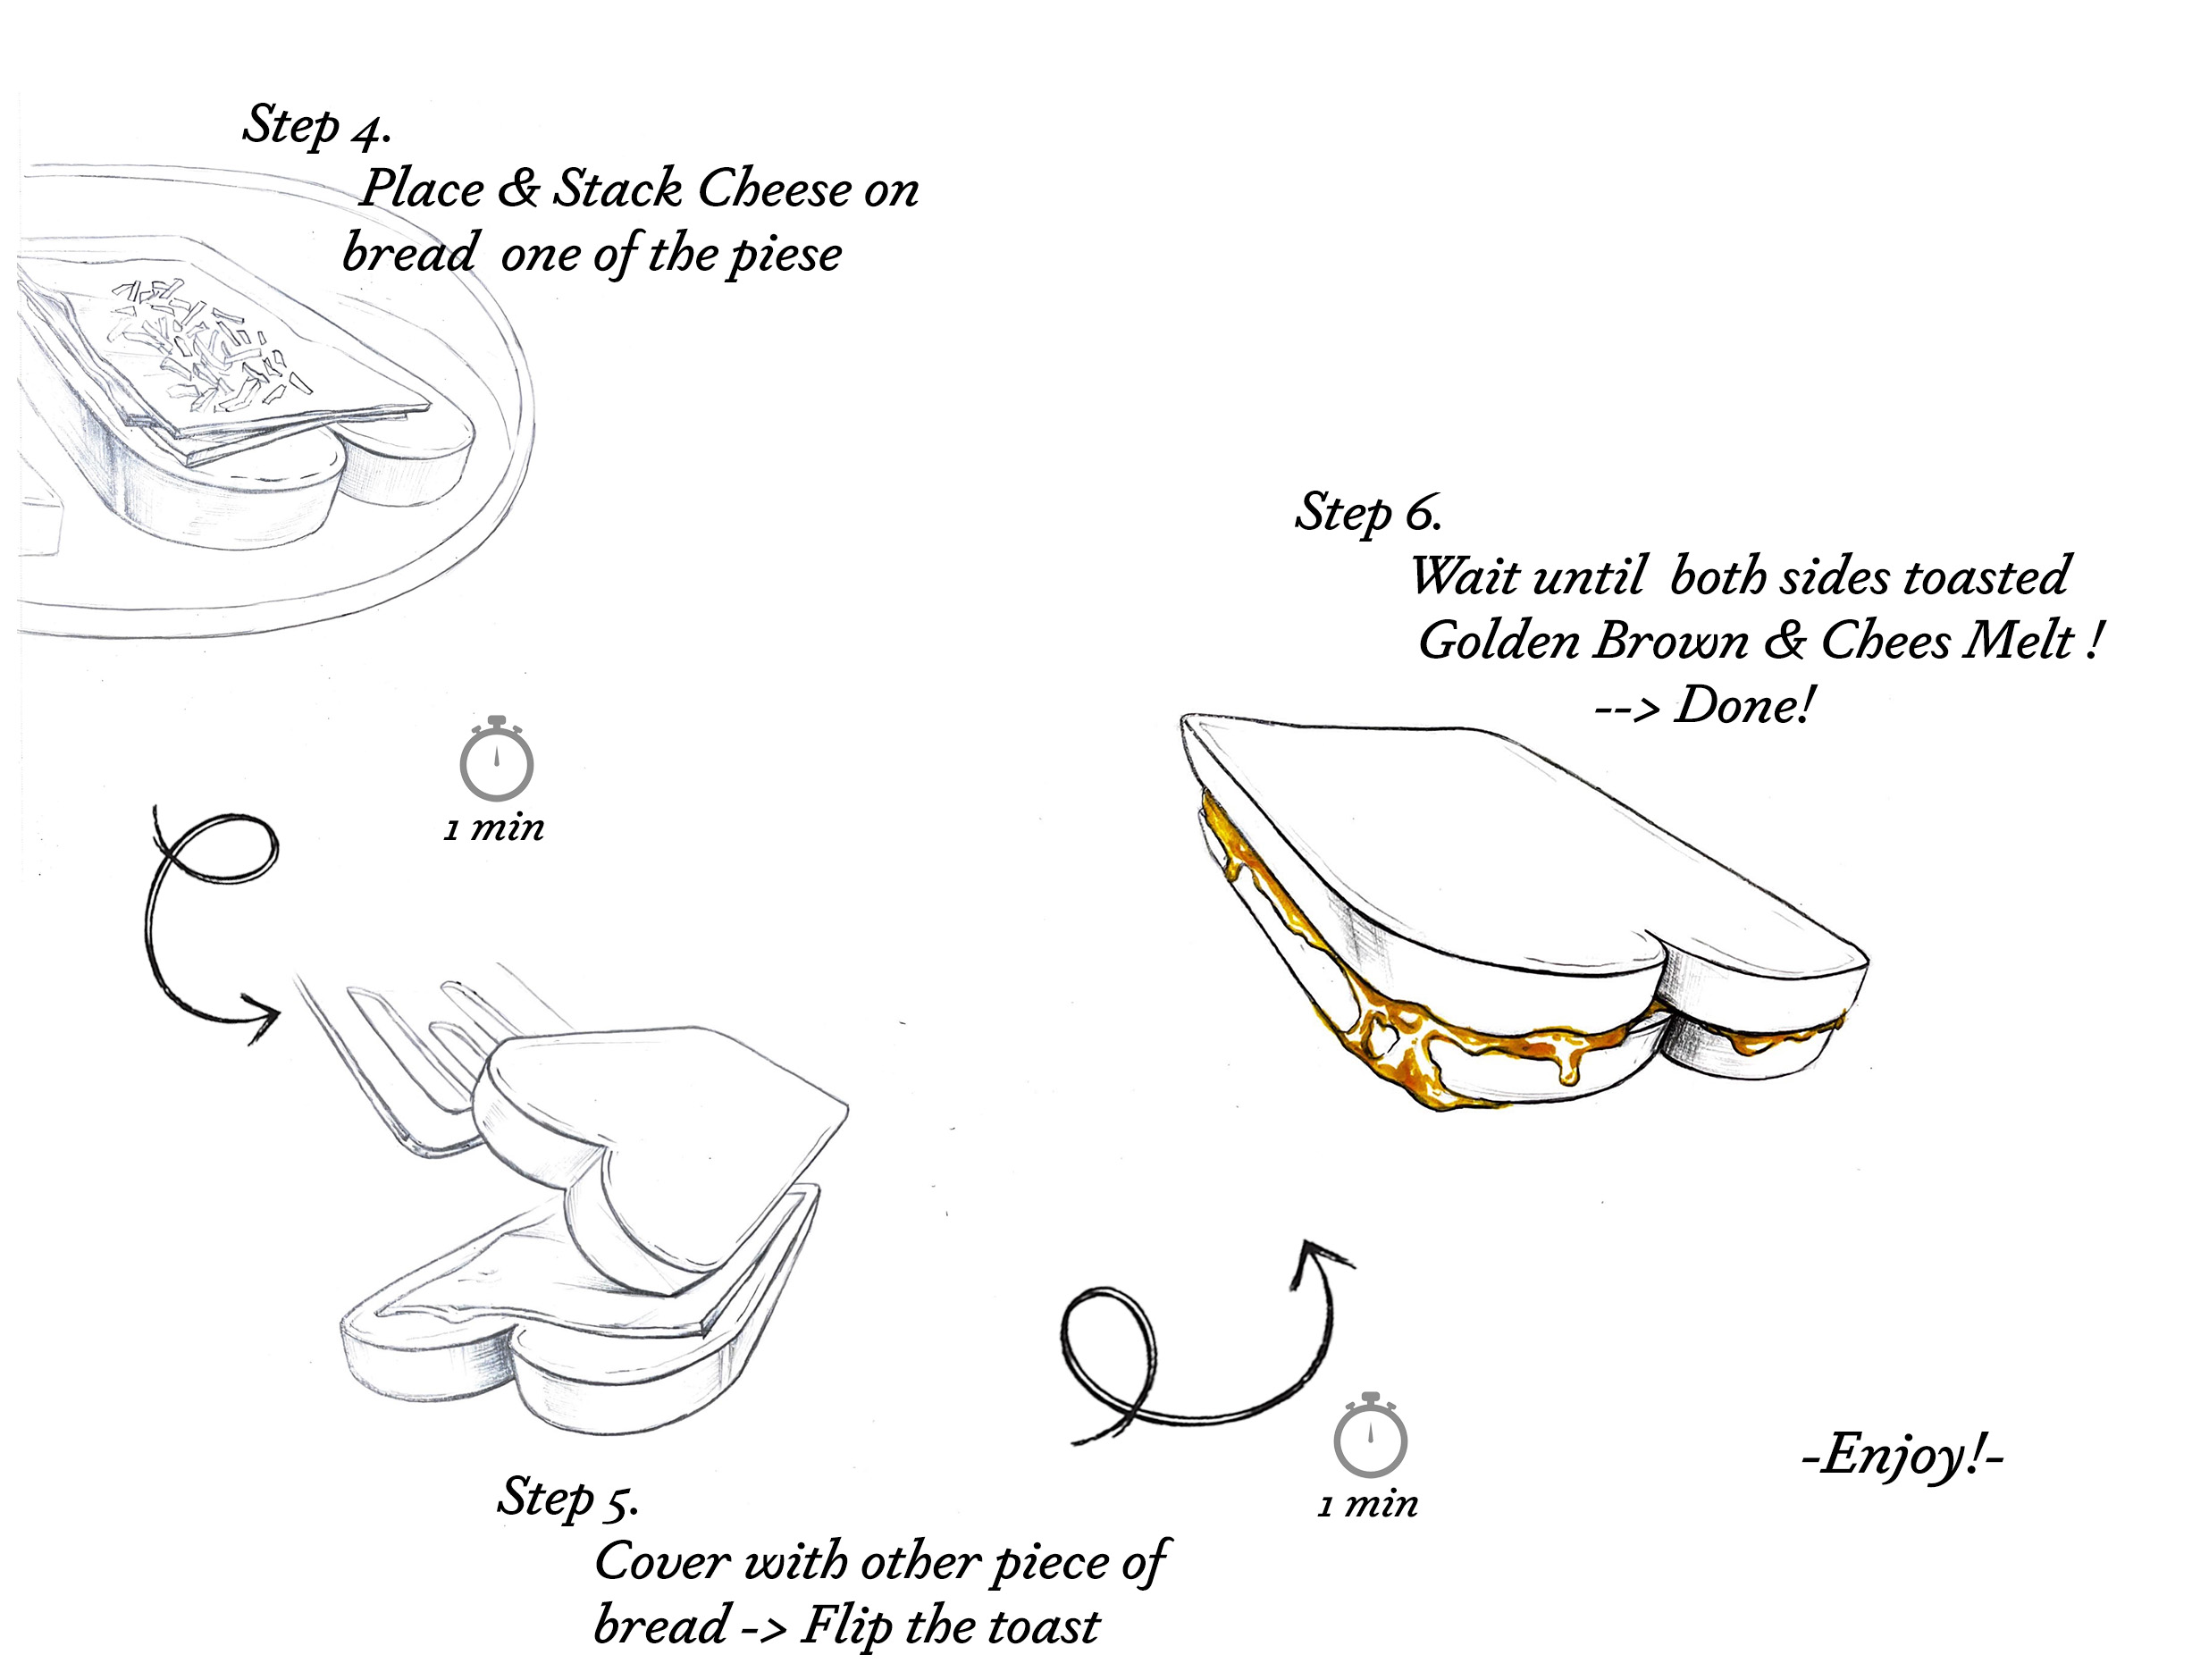 Step 4.
Place & Stack Cheese on
bread one of the piese
1 min
Step 5.
Cover with other piece of
bread -> Flip the toast
1 min
Step 6.
Wait until both sides toasted
Golden Brown & Chees Melt !
--> Done!
-Enjoy!-